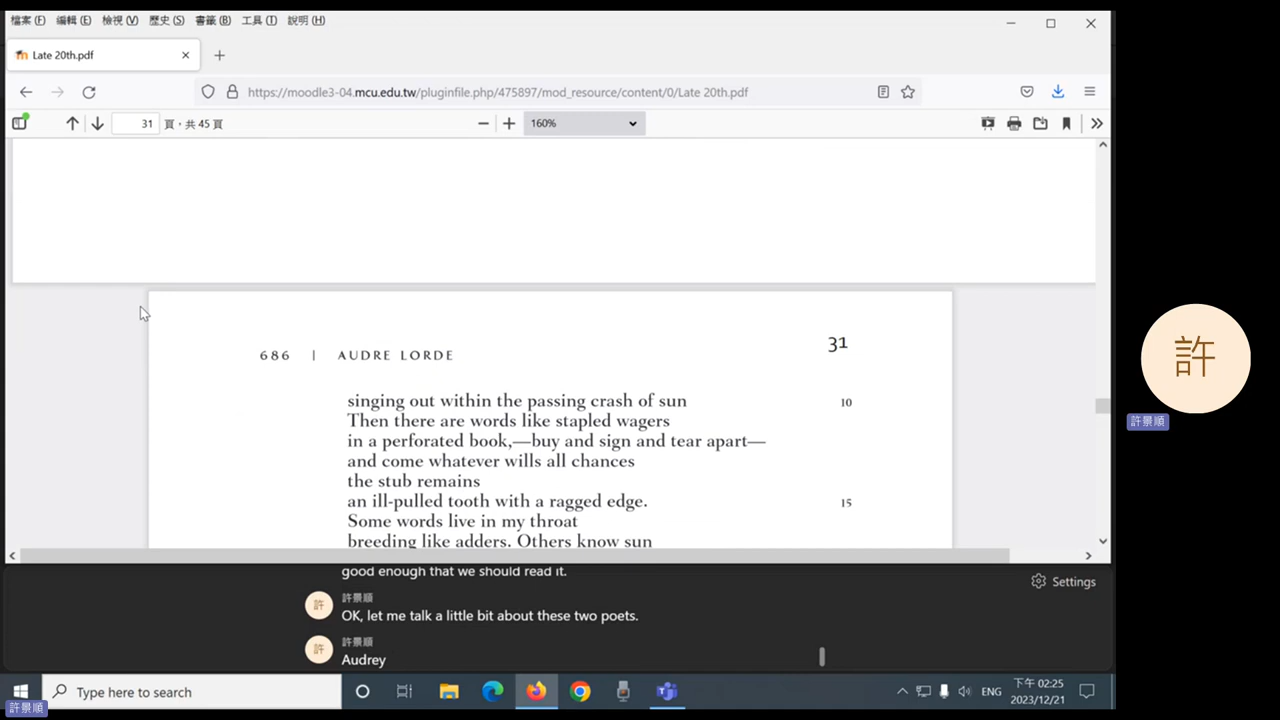 檔案 (F) 編輯 (E) 檢視 (V) 歷史 (S) 書籤 (B) 工具 (T) 說明 (H)
Late 20th.pdf
https://moodle3-04.mcu.edu.tw/pluginfile.php/475897/mod_resource/content/0/Late 20th.pdf
31 頁，共 45 頁
160%
686 | AUDRE LORDE 31
singing out within the passing crash of sun 10
Then there are words like stapled wagers
in a perforated book,—buy and sign and tear apart—
and come whatever wills all chances
the stub remains
an ill-pulled tooth with a ragged edge. 15
Some words live in my throat
breeding like adders. Others know sun
good enough that we should read it.
Settings
許
許景順
許 許景順
OK, let me talk a little bit about these two poets.
許 許景順
Audrey
Type here to search
ENG
下午 02:25
2023/12/21
許景順